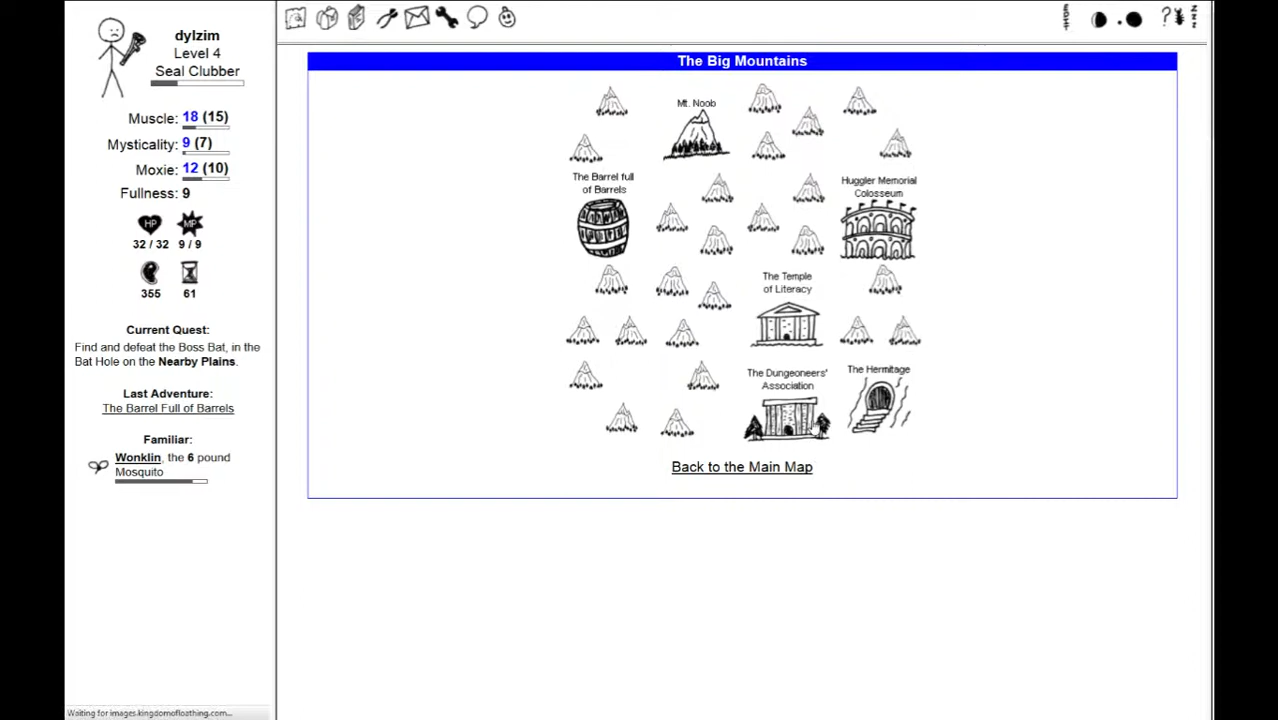 dylzim
Level 4
Seal Clubber
Muscle: 18 (15)
Mysticality: 9 (7)
Moxie: 12 (10)
Fullness: 9
HP MP
32 / 32 9 / 9
355 61
Current Quest:
Find and defeat the Boss Bat, in the
Bat Hole on the Nearby Plains.
Last Adventure:
The Barrel Full of Barrels
Familiar:
Wonklin, the 6 pound
Mosquito
The Big Mountains
Mt. Noob
The Barrel full
of Barrels
Huggler Memorial
Colosseum
The Temple
of Literacy
The Dungeoneers'
Association
The Hermitage
Back to the Main Map
Waiting for images.kingdomofloathing.com...